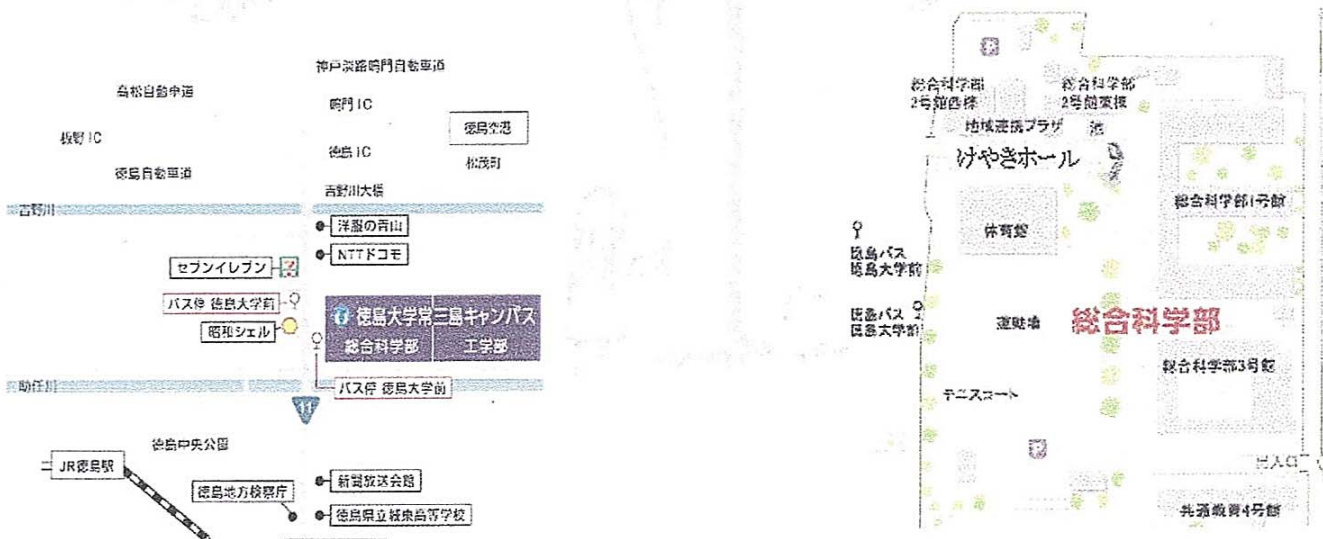 神戸淡路鳴門自動車道
高松自動車道
鳴門 IC
徳島空港
板野 IC
徳島 IC
松茂町
徳島自動車道
吉野川大橋
吉野川
洋服の青山
NTTドコモ
セブンイレブン
バス停 徳島大学前
昭和シェル
徳島大学常三島キャンパス
総合科学部
工学部
助任川
バス停 徳島大学前
11
徳島中央公園
JR徳島駅
新聞放送会館
徳島地方検察庁
徳島県立城東高等学校
P
総合科学部
2号館西棟
総合科学部
2号館東棟
地域連携プラザ
池
けやきホール
総合科学部1号館
体育館
徳島バス
徳島大学前
徳島バス
徳島大学前
運動場
総合科学部
総合科学部3号館
テニスコート
P
出入口
共通教育4号館